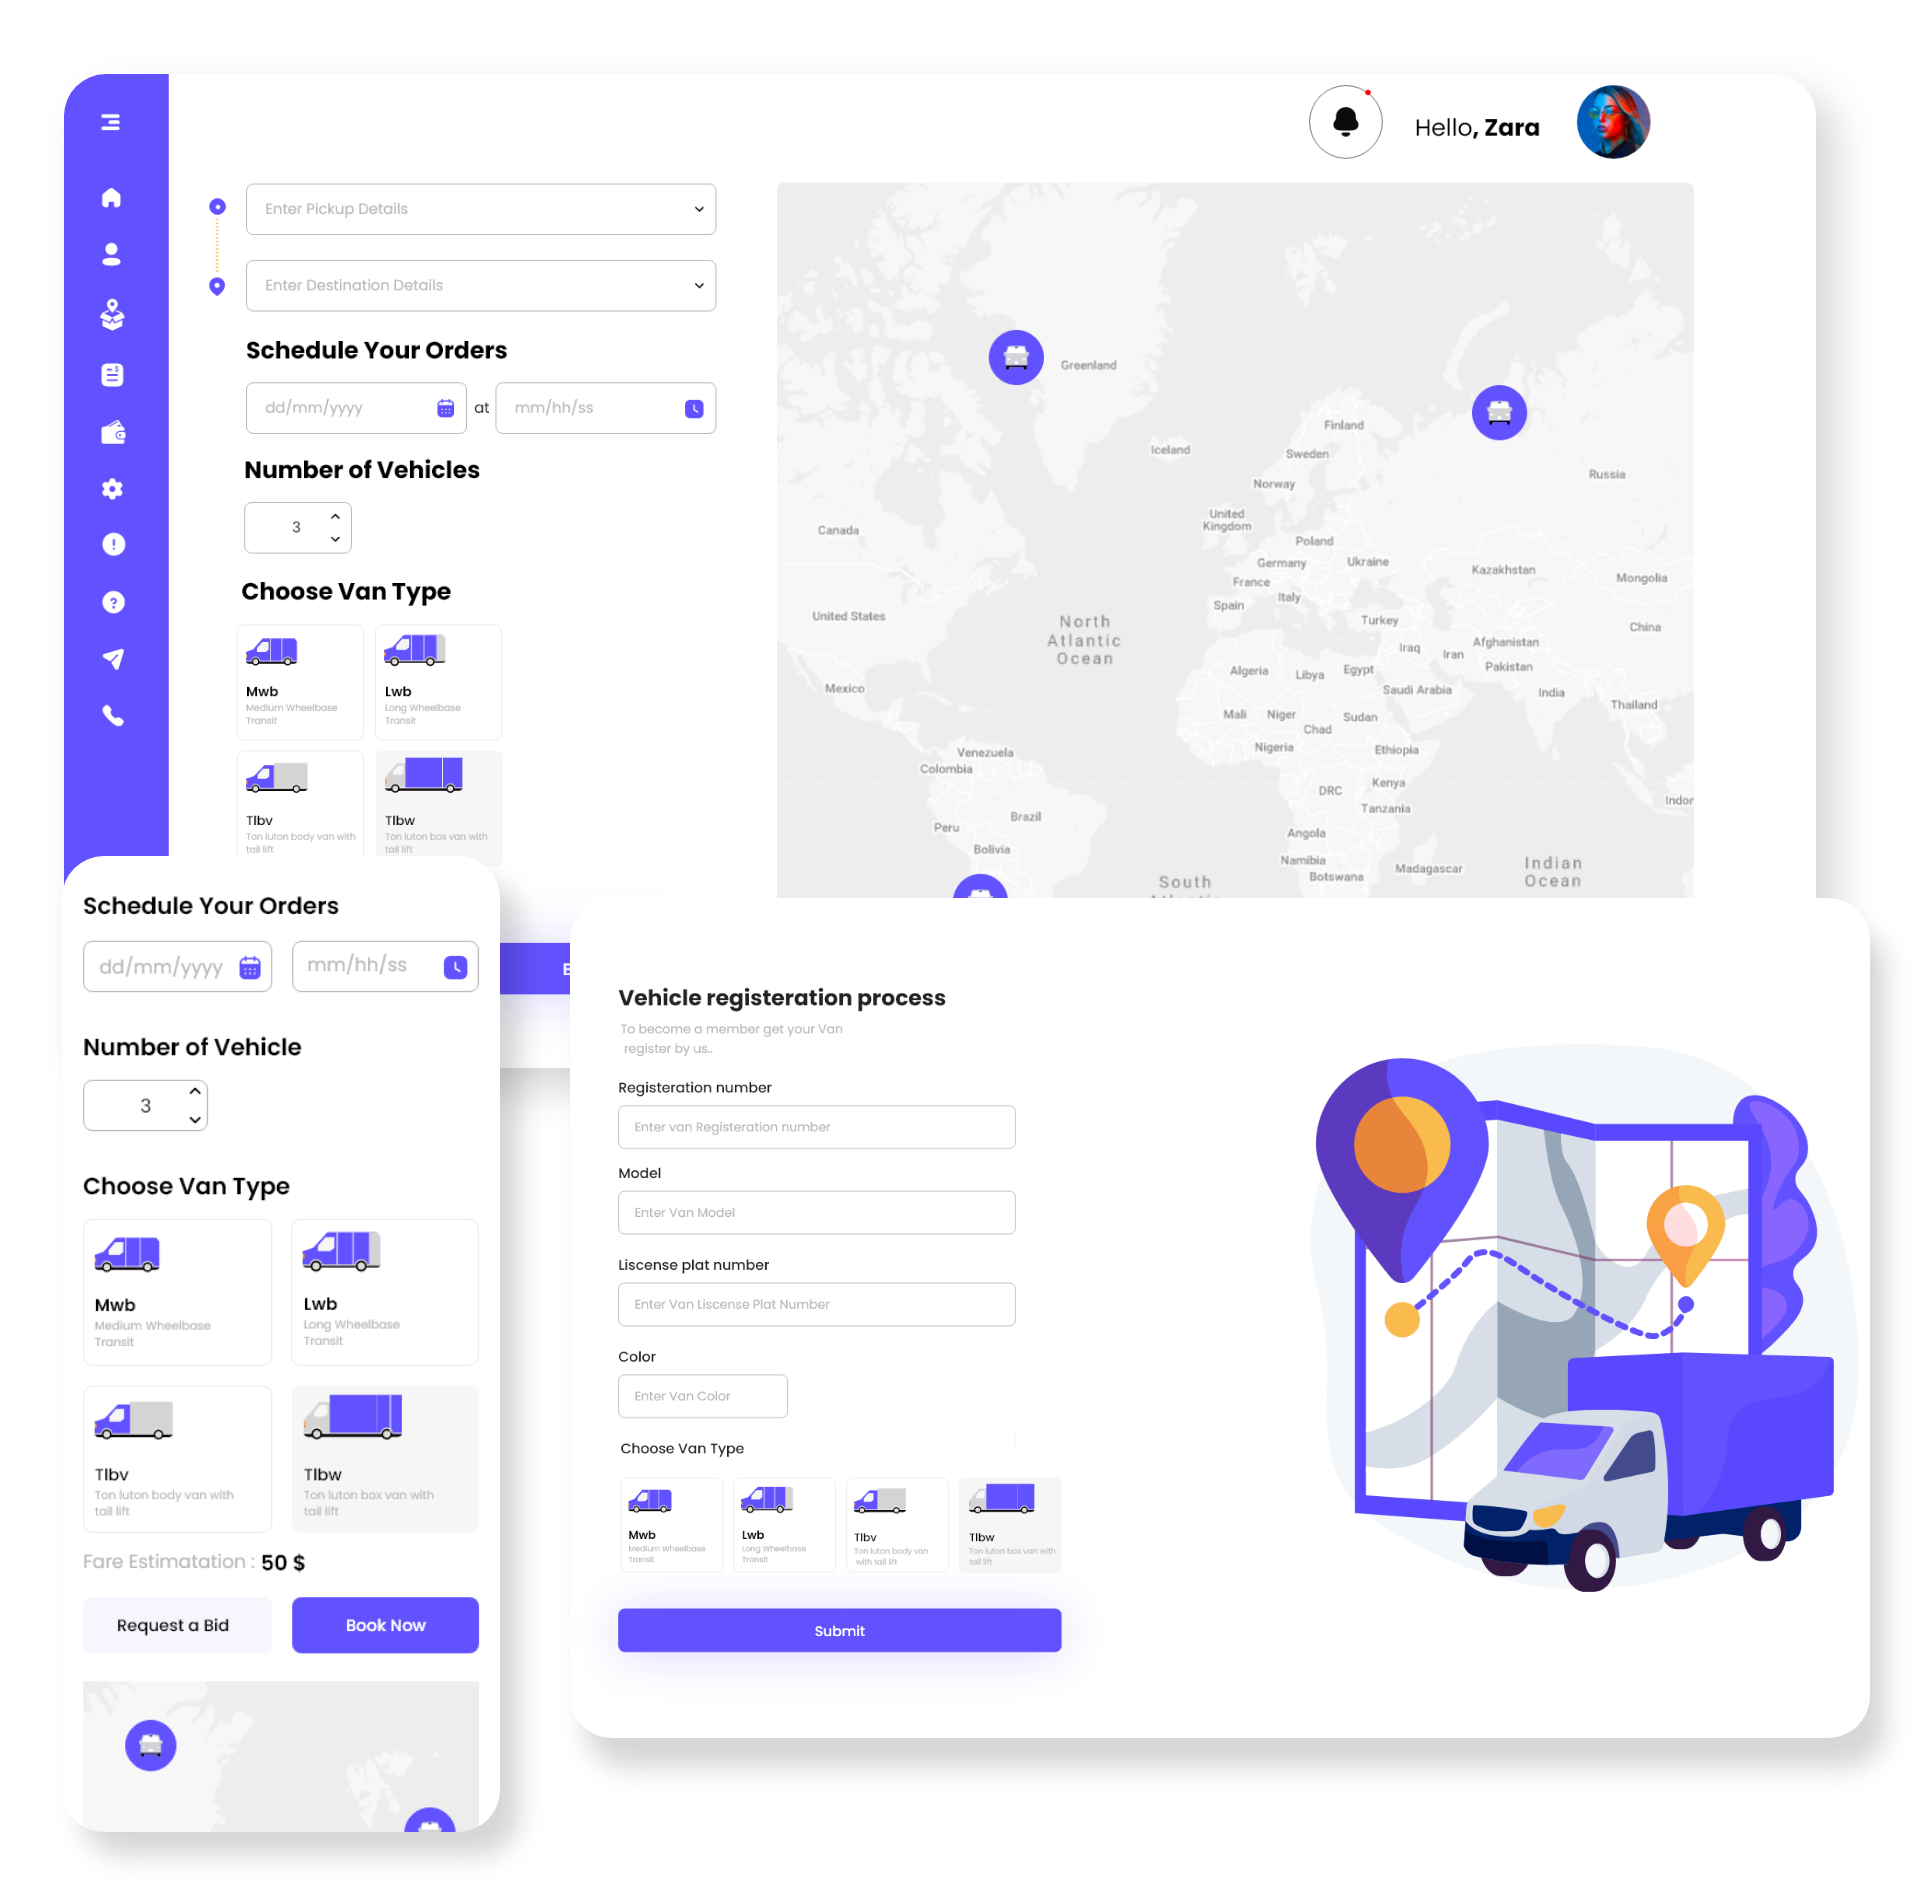 Hello, Zara
Enter Pickup Details
Enter Destination Details
Schedule Your Orders
dd/mm/yyyy at mm/hh/ss
Number of Vehicles
3
Choose Van Type
Mwb
Medium Wheelbase
Transit
Lwb
Long Wheelbase
Transit
Tlbv
Ton luton body van with
tail lift
Tlbw
Ton luton box van with
tail lift
Greenland
Finland
Iceland
Sweden
Russia
Norway
United
Kingdom
Canada
Poland
Germany
Ukraine
Kazakhstan
Mongolia
France
Italy
Spain
United States
North
Atlantic
Ocean
Turkey
China
Afghanistan
Iraq
Iran
Pakistan
Algeria
Libya
Egypt
Saudi Arabia
India
Mexico
Thailand
Mali
Niger
Sudan
Chad
Nigeria
Ethiopia
Venezuela
Colombia
Kenya
DRC
Tanzania
Indor
Brazil
Peru
Angola
Bolivia
Namibia
Botswana
Madagascar
Indian
Ocean
South
Schedule Your Orders
dd/mm/yyyy mm/hh/ss
Number of Vehicle
3
Choose Van Type
Mwb
Medium Wheelbase
Transit
Lwb
Long Wheelbase
Transit
Tlbv
Ton luton body van with
tail lift
Tlbw
Ton luton box van with
tail lift
Fare Estimatation : 50 $
Request a Bid
Book Now
Vehicle registeration process
To become a member get your Van
register by us..
Registeration number
Enter van Registeration number
Model
Enter Van Model
Liscense plat number
Enter Van Liscense Plat Number
Color
Enter Van Color
Choose Van Type
Mwb
Medium Wheelbase
Transit
Lwb
Long Wheelbase
Transit
Tlbv
Ton luton body van
with tail lift
Tlbw
Ton luton box van with
tail lift
Submit